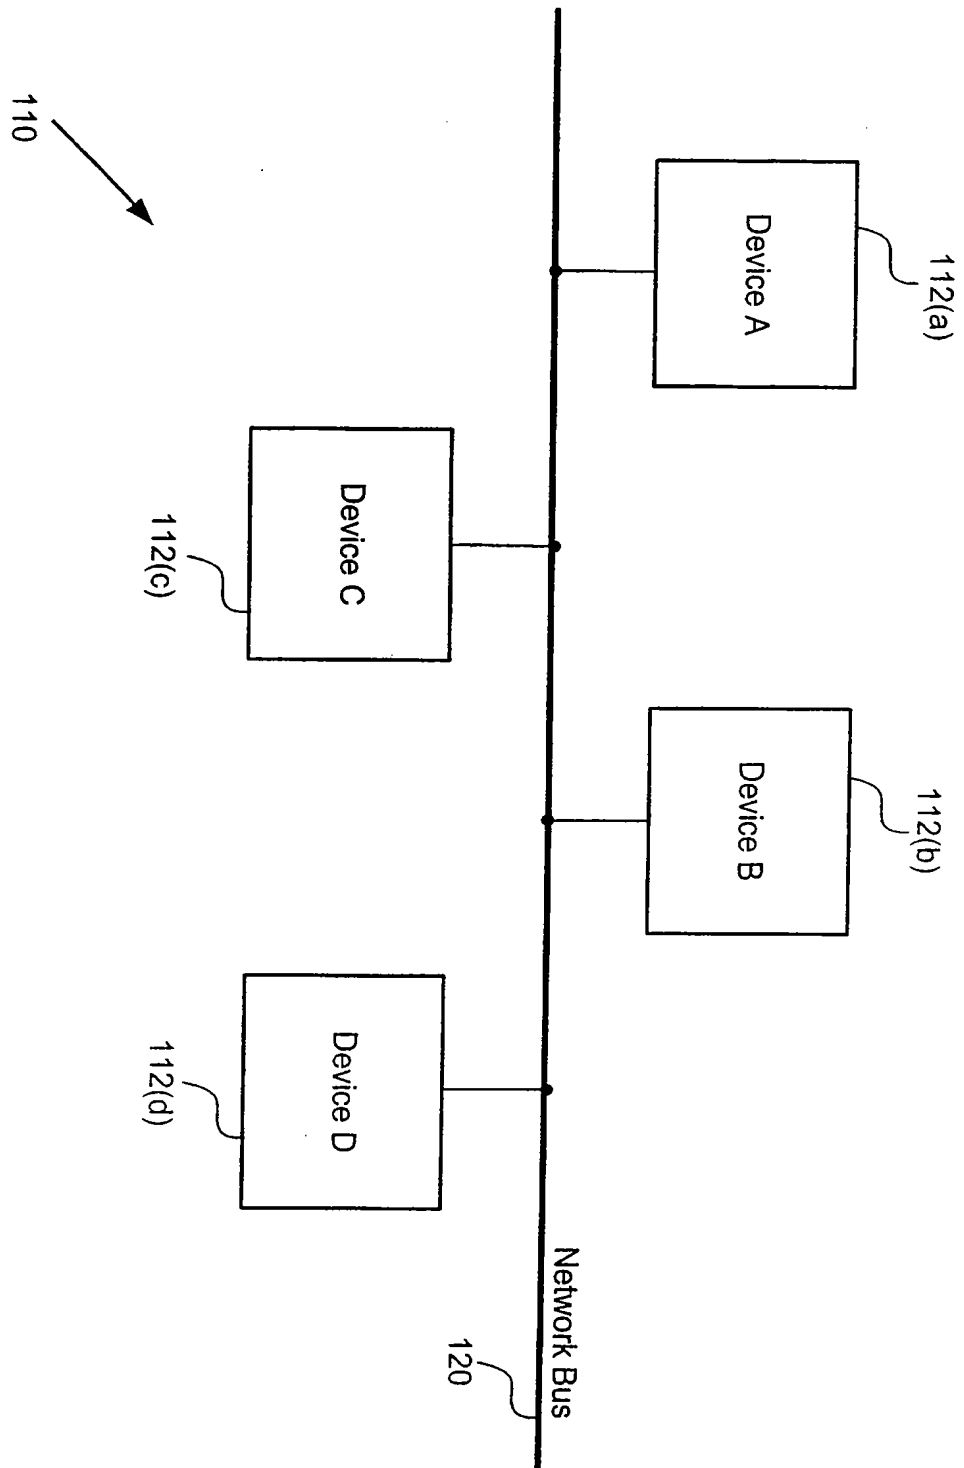 112(a)
112(b)
Device A
Device B
Network Bus
120
Device C
Device D
112(c)
112(d)
110